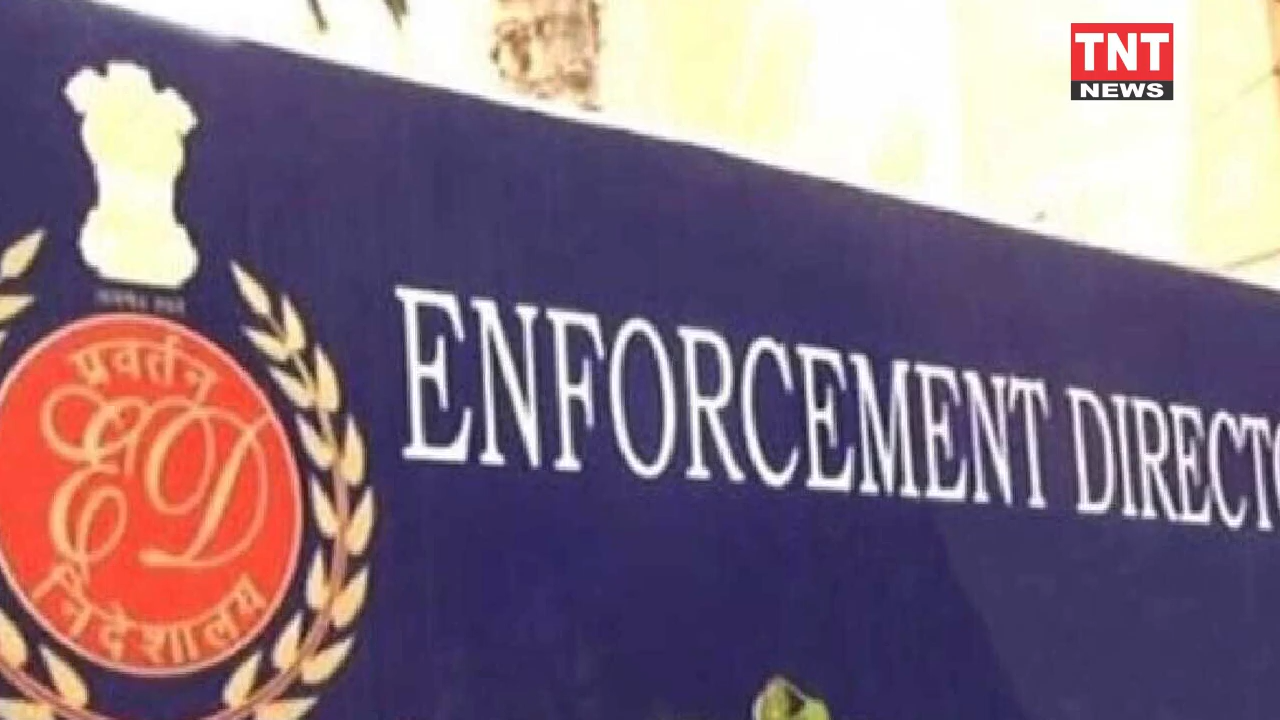 TNT
NEWS
प्रवर्तन
ED
निदेशालय
ENFORCEMENT DIRECTO